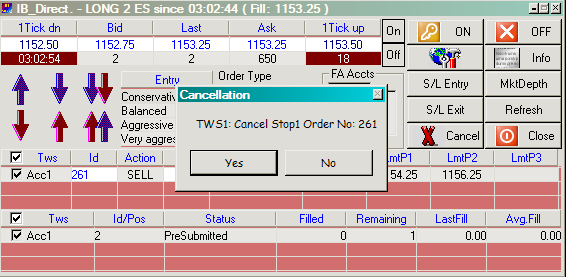 IB_Direct. - LONG 2 ES since 03:02:44 ( Fill: 1153.25 )
1Tick dn Bid Last Ask 1Tick up
1152.50 1152.75 1153.25 1153.25 1153.50
03:02:54 2 2 650 18
On
Off
ON OFF
Info
S/L Entry MktDepth
S/L Exit Refresh
Cancel Close
Entry Order Type FA Accts
Conservati
Balanced
Aggressive
Very aggres
Cancellation
TWS1: Cancel Stop1 Order No: 261
Yes No
Tws Id Action LmtP1 LmtP2 LmtP3
Acc1 261 SELL 54.25 1156.25
Tws Id/Pos Status Filled Remaining LastFill Avg.Fill
Acc1 2 PreSubmitted 0 1 0.00 0.00